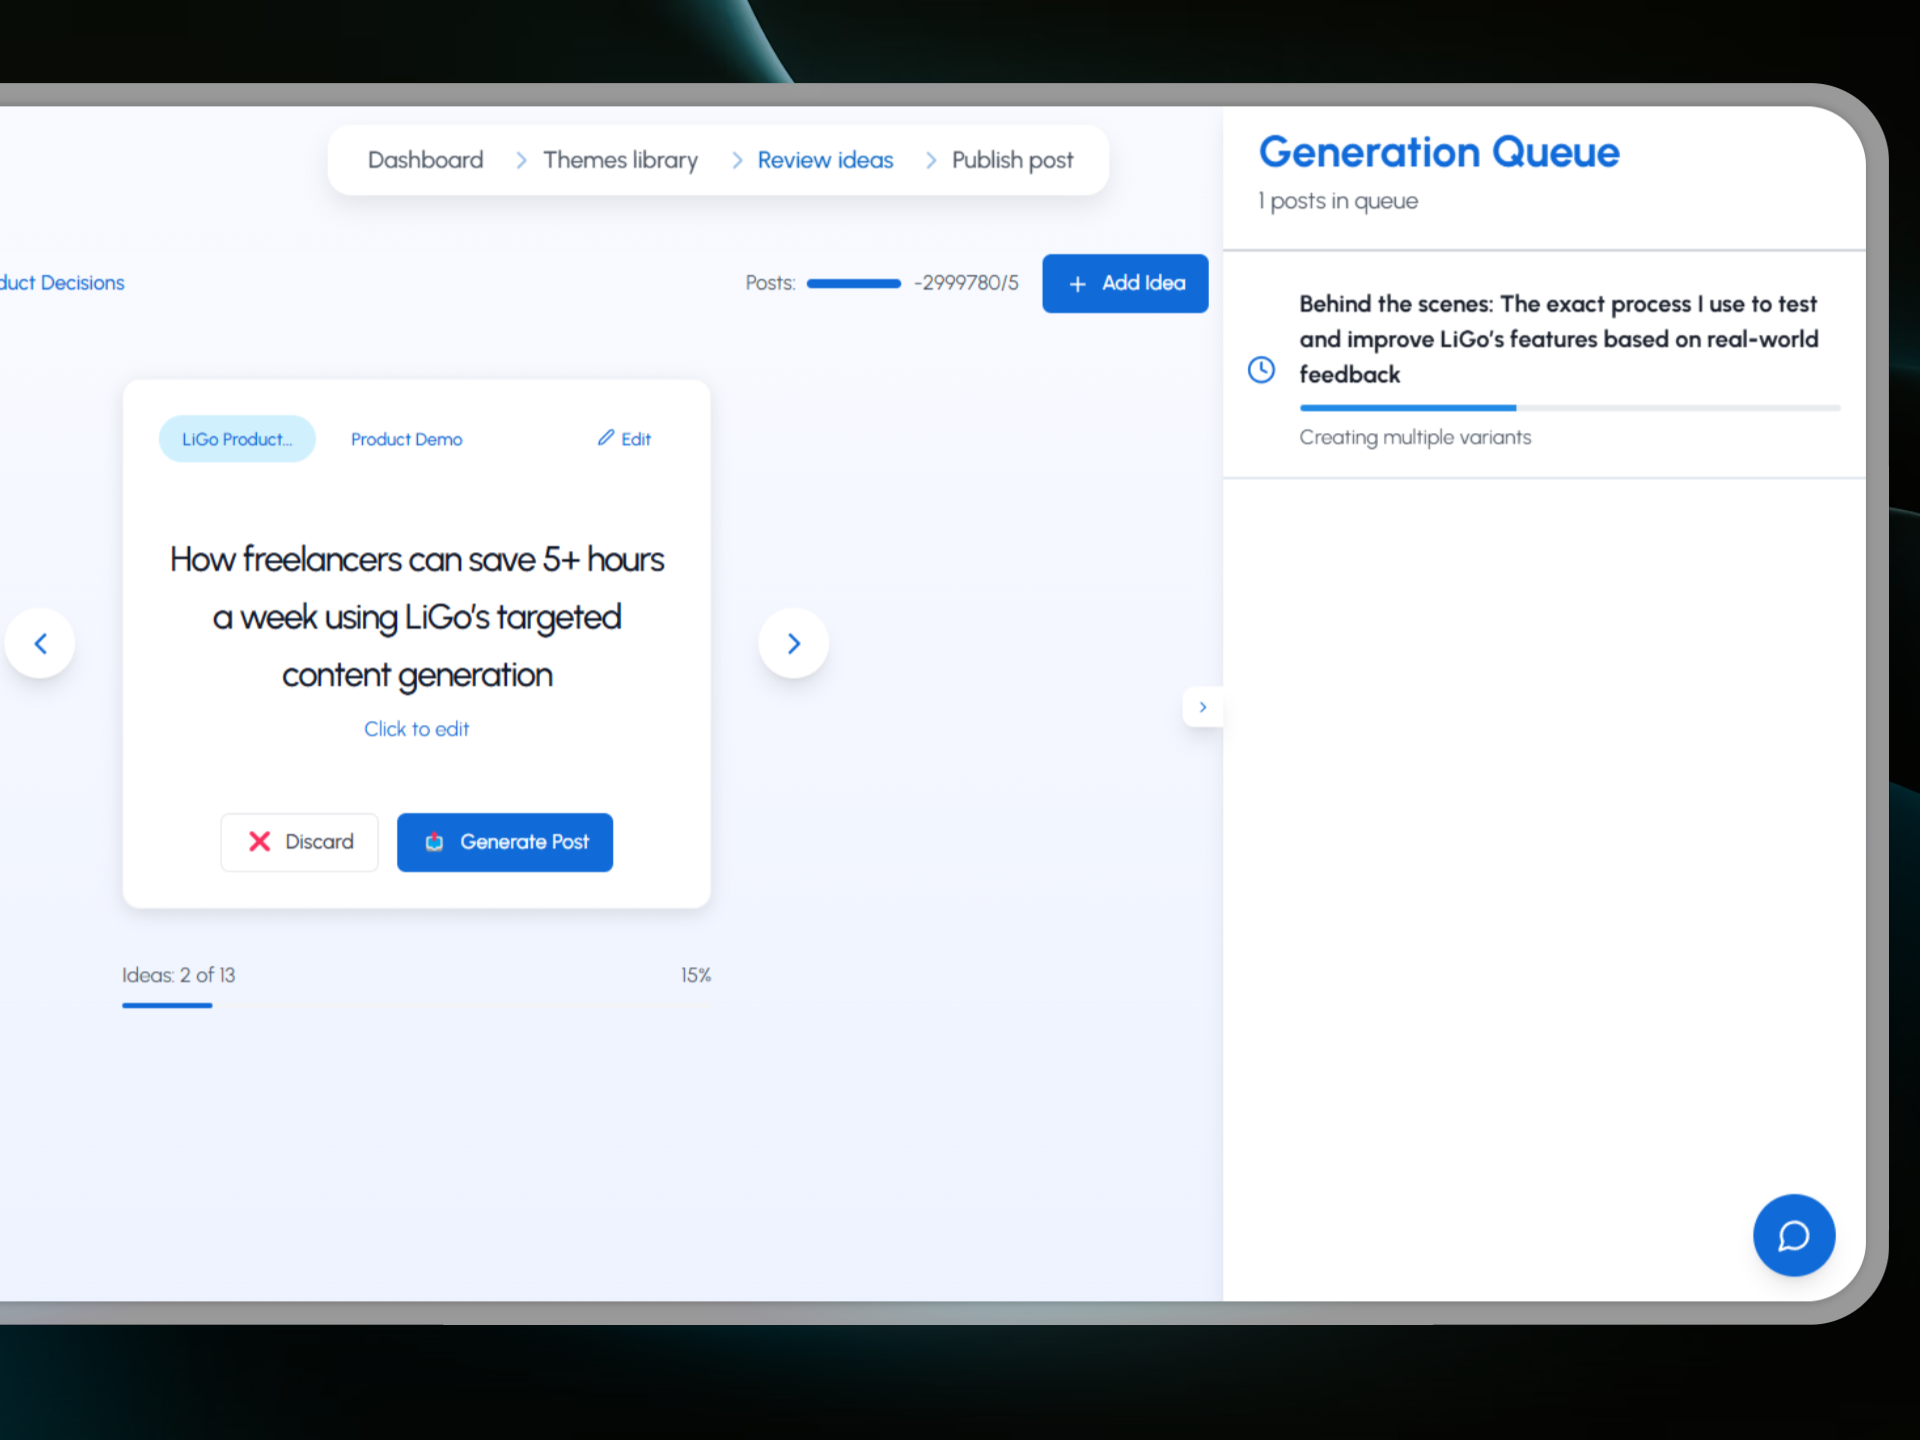 Dashboard
Themes library
Review ideas
Publish post
Generation Queue
1 posts in queue
duct Decisions
Posts:
-2999780/5
+ Add Idea
Behind the scenes: The exact process I use to test
and improve LiGo's features based on real-world
feedback
Creating multiple variants
LiGo Product...
Product Demo
Edit
How freelancers can save 5+ hours
a week using LiGo's targeted
content generation
Click to edit
Discard
Generate Post
Ideas: 2 of 13
15%